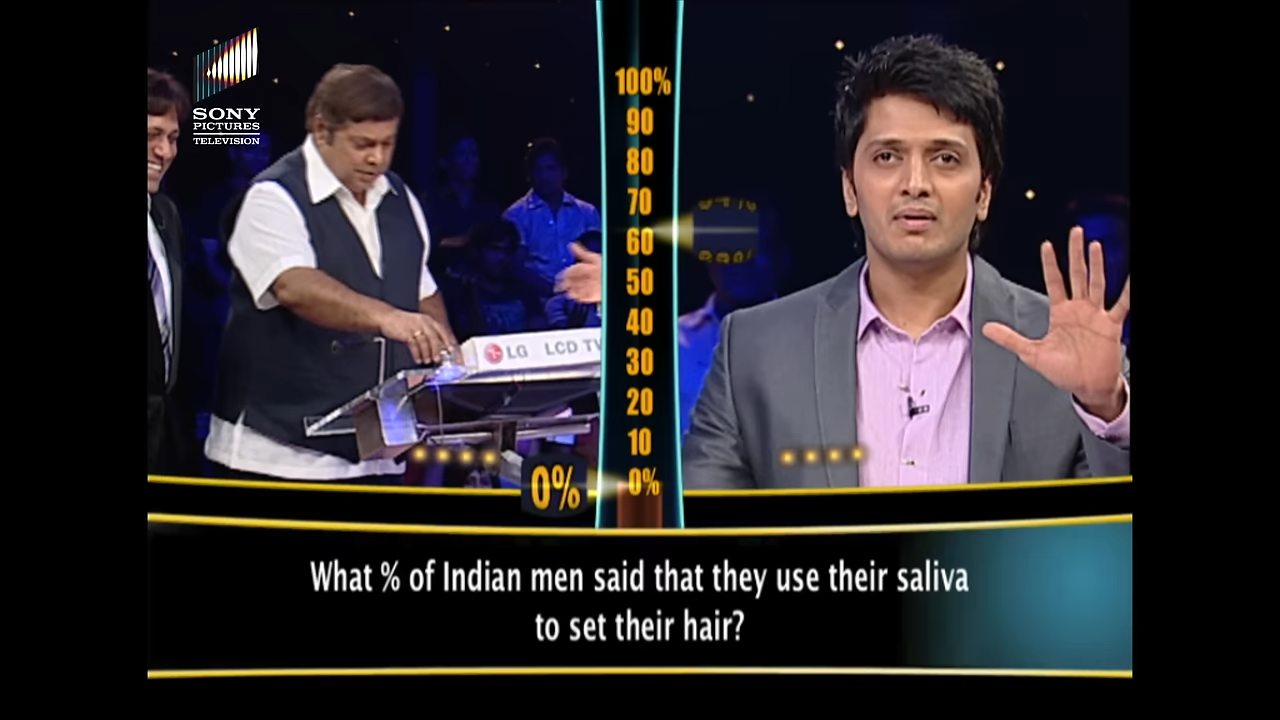 SONY
PICTURES
TELEVISION
100%
90
80
70
60
50
40
30
20
10
0%
LG LCD TV
0%
What % of Indian men said that they use their saliva
to set their hair?